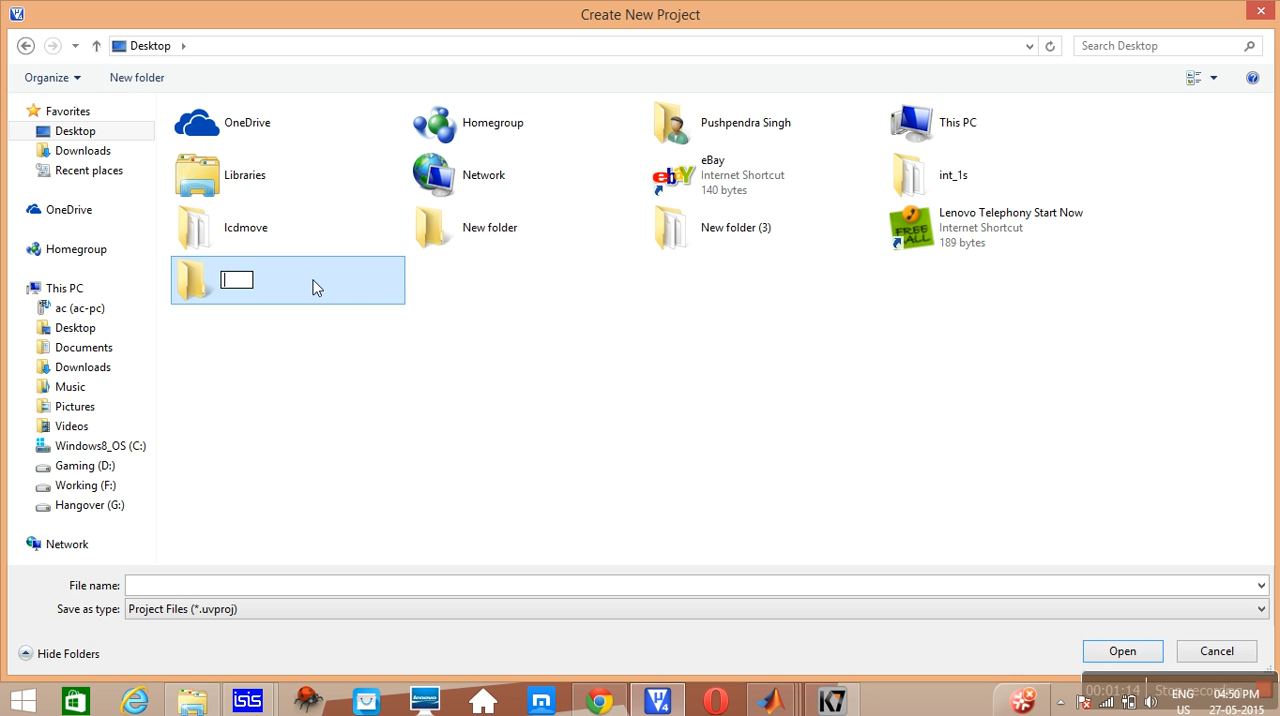 Create New Project
Desktop
Search Desktop
Organize
New folder
Favorites
Desktop
Downloads
Recent places
OneDrive
Homegroup
This PC
ac (ac-pc)
Desktop
Documents
Downloads
Music
Pictures
Videos
Windows8_OS (C:)
Gaming (D:)
Working (F:)
Hangover (G:)
Network
OneDrive
Homegroup
Pushpendra Singh
This PC
Libraries
Network
eBay
Internet Shortcut
140 bytes
int_1s
lcdmove
New folder
New folder (3)
Lenovo Telephony Start Now
Internet Shortcut
189 bytes
File name:
Save as type:
Project Files (*.uvproj)
Hide Folders
Open
Cancel
isis
00:01:14
ENG
US
04:50 PM
27-05-2015